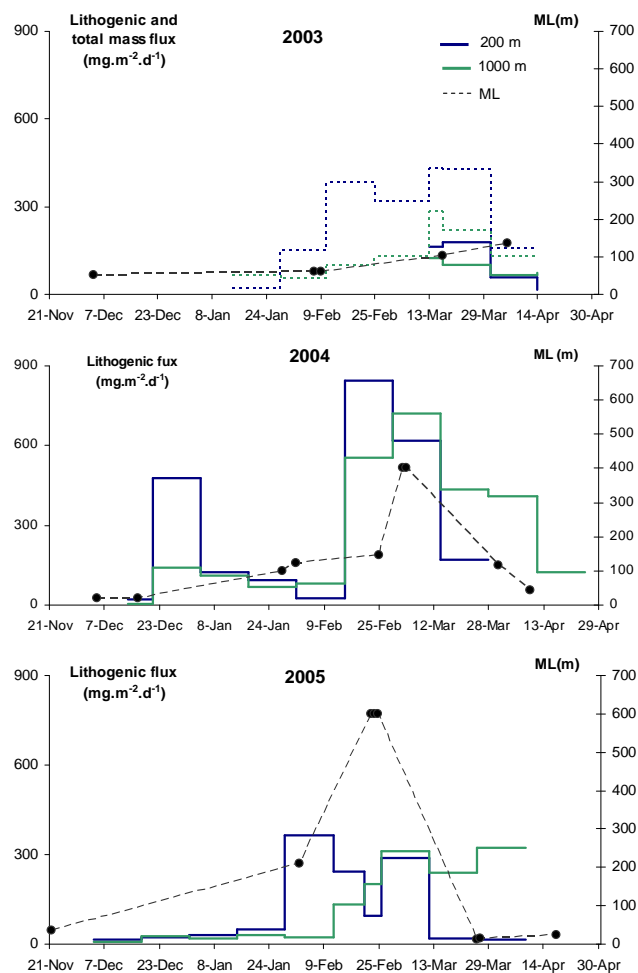 Lithogenic and
total mass flux
(mg.m-2.d-1)
2003
ML(m)
200 m
1000 m
ML
900
600
300
0
700
600
500
400
300
200
100
0
21-Nov 7-Dec 23-Dec 8-Jan 24-Jan 9-Feb 25-Feb 13-Mar 29-Mar 14-Apr 30-Apr
Lithogenic fux
(mg.m-2.d-1)
2004
ML (m)
900
600
300
0
700
600
500
400
300
200
100
0
21-Nov 7-Dec 23-Dec 8-Jan 24-Jan 9-Feb 25-Feb 12-Mar 28-Mar 13-Apr 29-Apr
Lithogenic flux
(mg.m-2.d-1)
2005
ML(m)
900
600
300
0
700
600
500
400
300
200
100
0
21-Nov 7-Dec 23-Dec 8-Jan 24-Jan 9-Feb 25-Feb 13-Mar 29-Mar 14-Apr 30-Apr